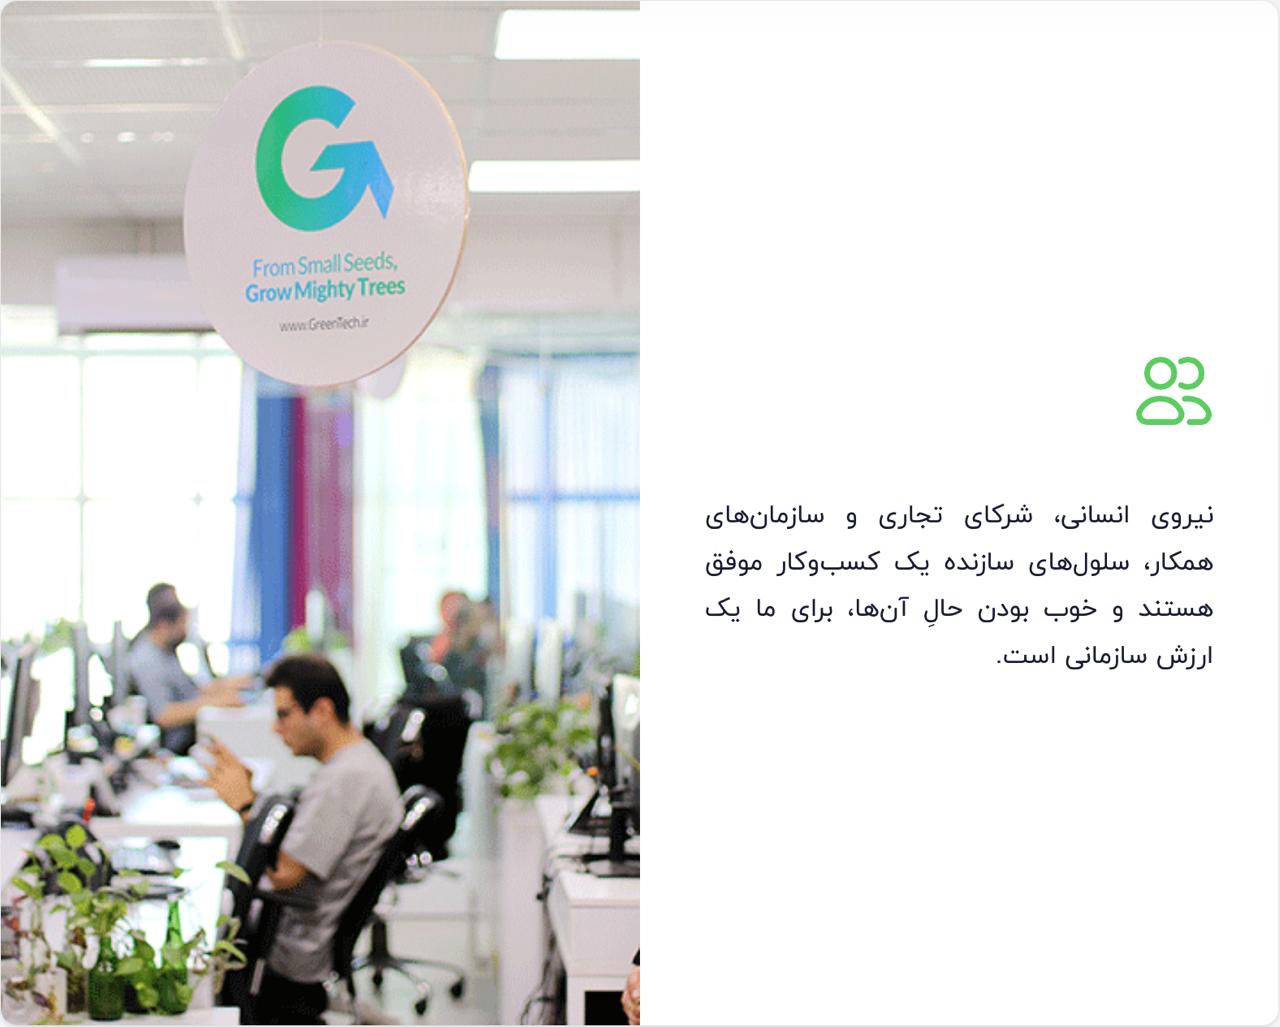 From Small Seeds,
Grow Mighty Trees
www.GreenTech.ir
نیروی انسانی، شرکای تجاری و سازمان‌های
همکار، سلول‌های سازنده یک کسب‌وکار موفق
هستند و خوب بودن حالِ آن‌ها، برای ما یک
ارزش سازمانی است.